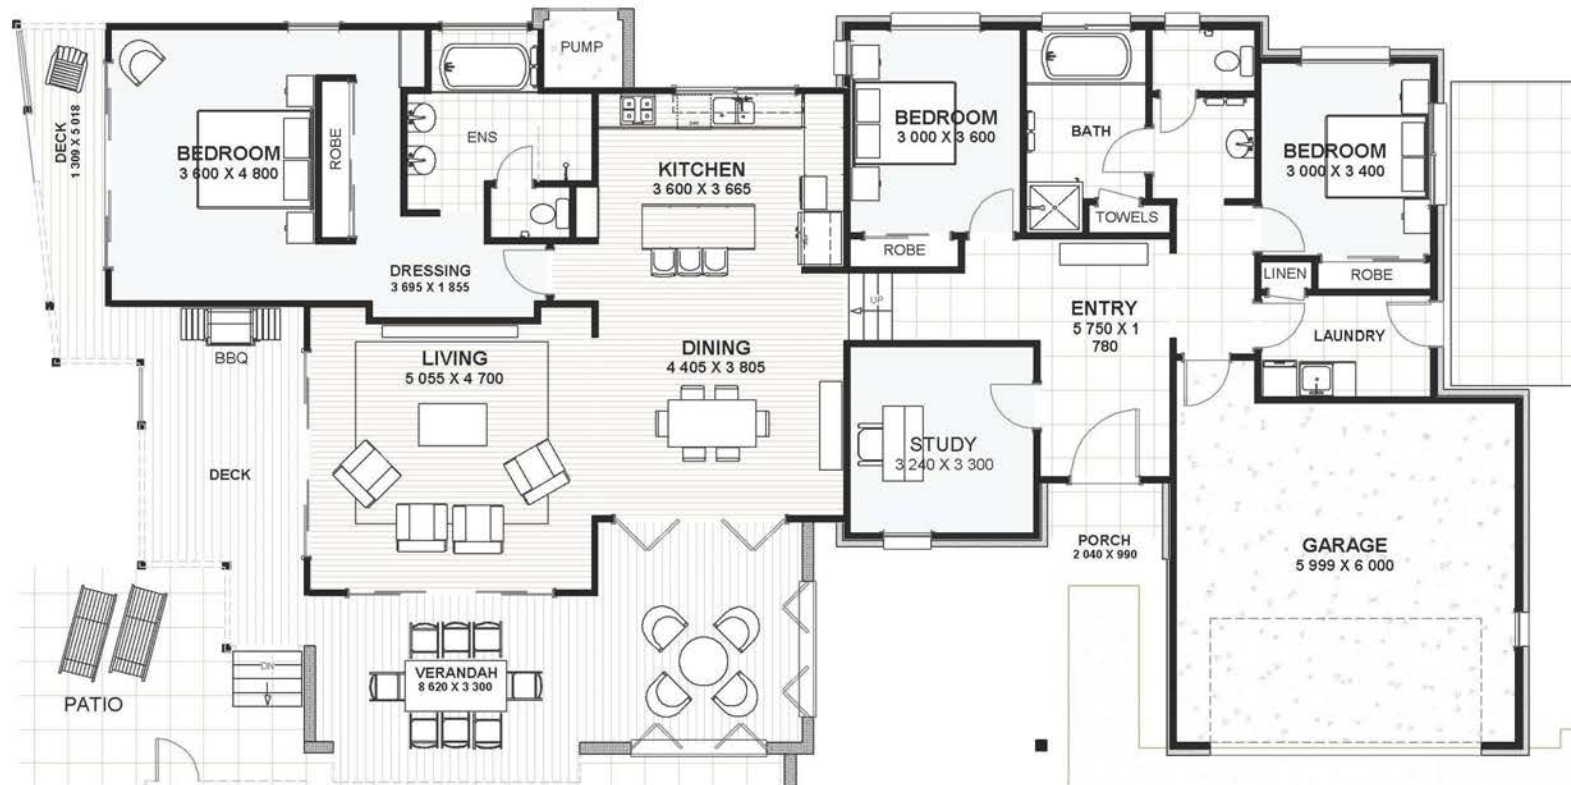 PUMP
DECK
1 309 X 5 018
BEDROOM
3 600 X 4 800
ROBE
ENS
KITCHEN
3 600 X 3 665
BEDROOM
3 000 X 3 600
BATH
BEDROOM
3 000 X 3 400
TOWELS
ROBE
DRESSING
3 695 X 1 855
LINEN
ROBE
UP
ENTRY
5 750 X 1
780
LAUNDRY
BBQ
LIVING
5 055 X 4 700
DINING
4 405 X 3 805
DECK
STUDY
3 240 X 3 300
PORCH
2 040 X 990
GARAGE
5 999 X 6 000
DN
VERANDAH
8 620 X 3 300
PATIO